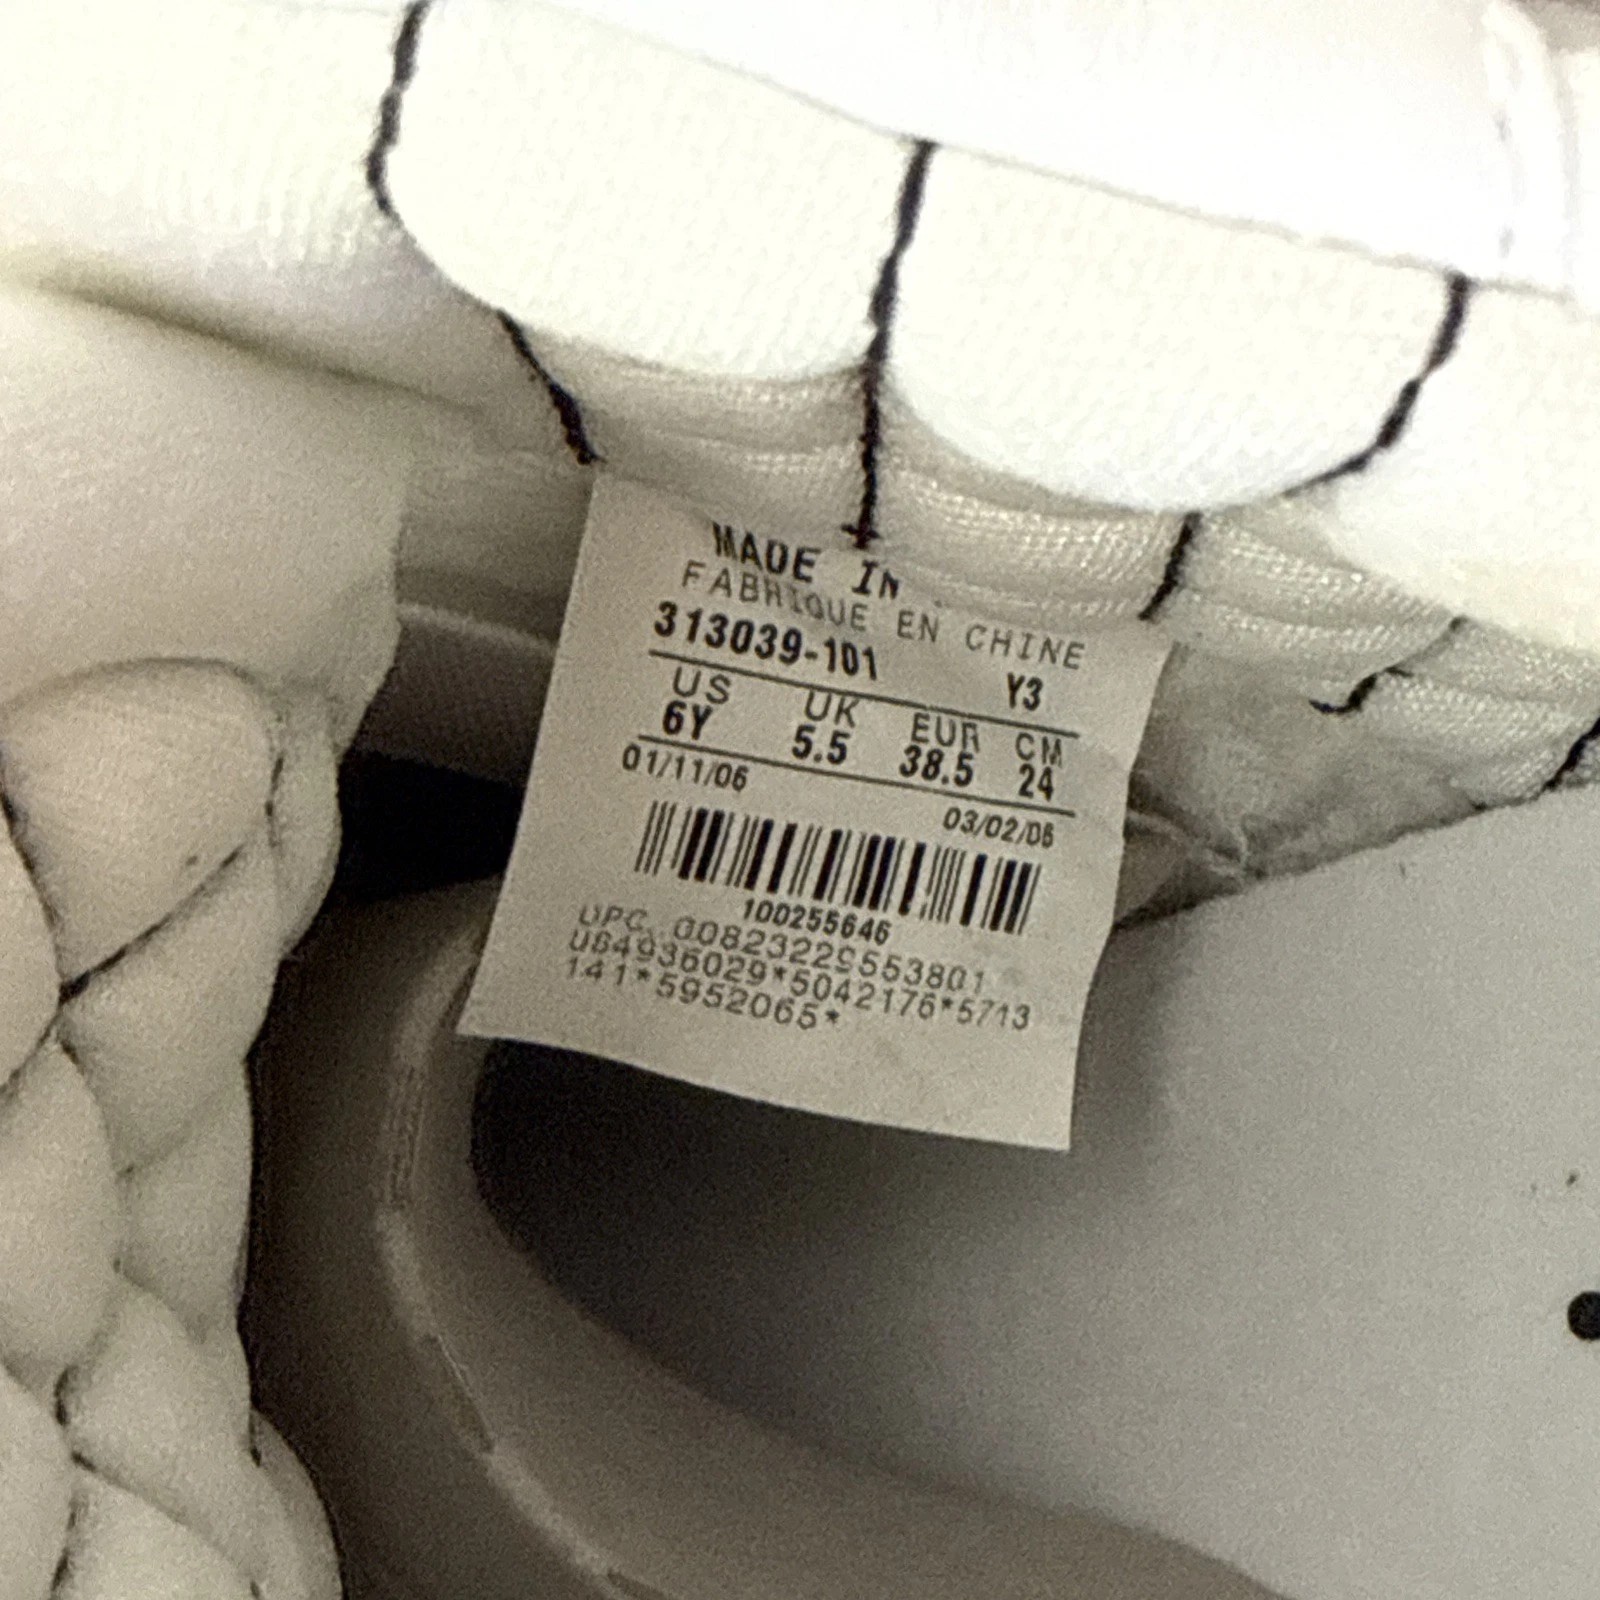 MADE IN
FABRIQUE EN CHINE
313039-101 Y3
US UK EUR CM
6Y 5.5 38.5 24
01/11/06 03/02/06
100255646
UPC 00823229553801
U84936029*5042176*5713
141*5952065*